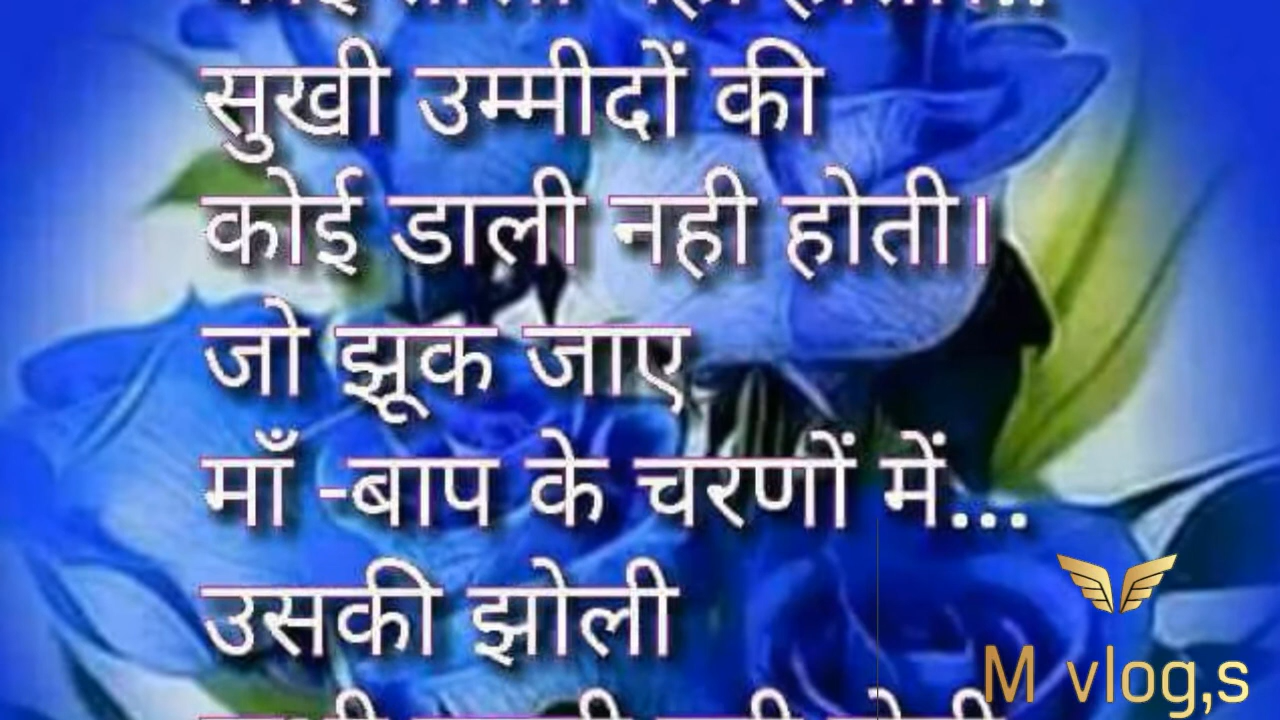 सुखी उम्मीदों की
कोई डाली नही होती।
जो झूक जाए
माँ -बाप के चरणों में...
उसकी झोली
M vlog,s